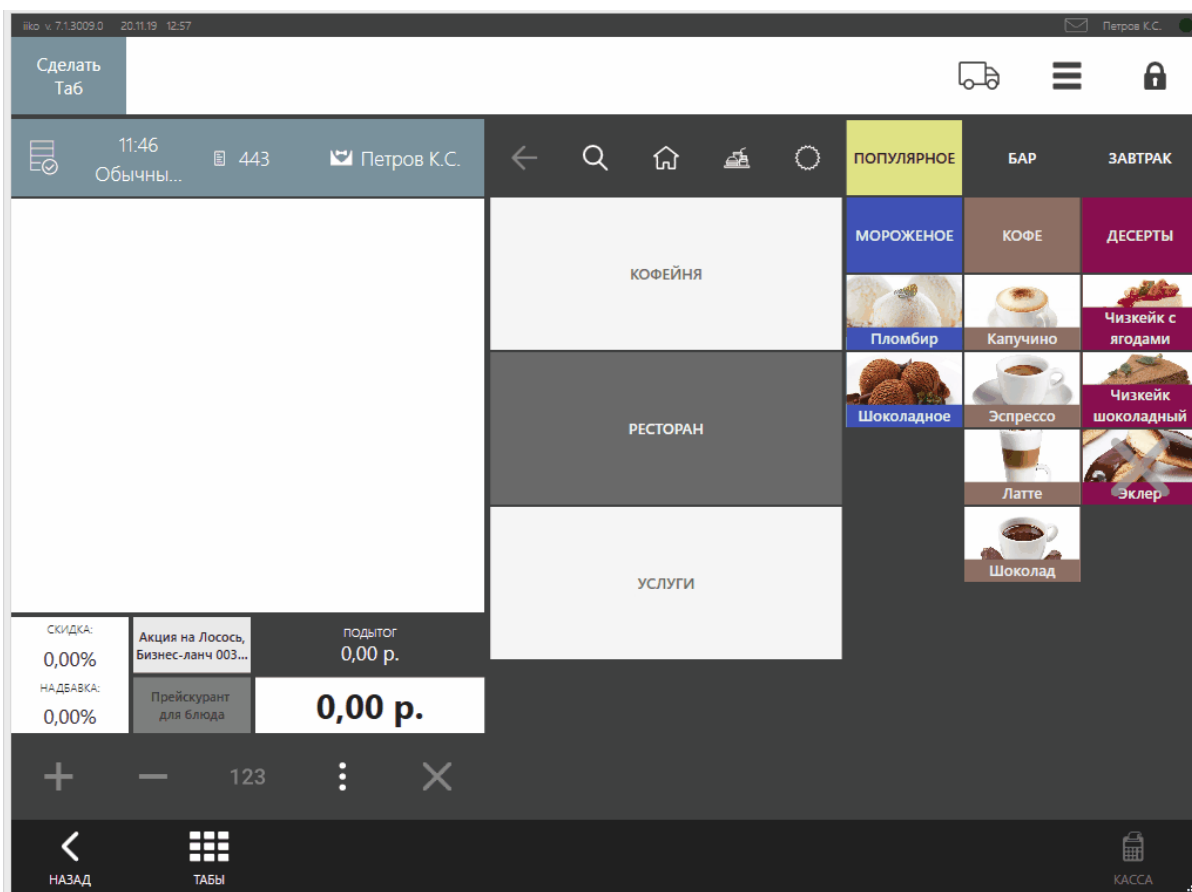 iiko v. 7.1.3009.0 20.11.19 12:57 Петров К.С.
Сделать
Таб
11:46
Обычны...
443
Петров К.С.
ПОПУЛЯРНОЕ
БАР
ЗАВТРАК
КОФЕЙНЯ
РЕСТОРАН
УСЛУГИ
МОРОЖЕНОЕ
КОФЕ
ДЕСЕРТЫ
Пломбир
Капучино
Чизкейк с
ягодами
Шоколадное
Эспрессо
Чизкейк
шоколадный
Латте
Эклер
Шоколад
СКИДКА:
0,00%
НАДБАВКА:
0,00%
Акция на Лосось,
Бизнес-ланч 003...
Прейскурант
для блюда
ПОДЫТОГ
0,00 р.
0,00 р.
123
НАЗАД
ТАБЫ
КАССА